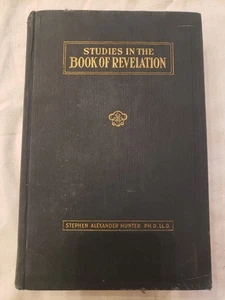 STUDIES IN THE
BOOK OF REVELATION
STEPHEN ALEXANDER HUNTER PH.D., LL.D.